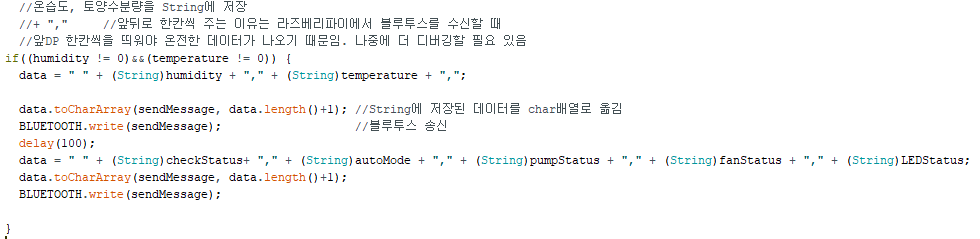 //온습도, 토양수분량을 String에 저장
//+ ","     //앞뒤로 한칸씩 주는 이유는 라즈베리파이에서 블루투스를 수신할 때
//앞DP 한칸씩을 띄워야 온전한 데이터가 나오기 때문임. 나중에 더 디버깅할 필요 있음
if((humidity != 0)&&(temperature != 0)) {
data = " " + (String)humidity + "," + (String)temperature + ",";
data.toCharArray(sendMessage, data.length()+1); //String에 저장된 데이터를 char배열로 옮김
BLUETOOTH.write(sendMessage);                    //블루투스 송신
delay(100);
data = " " + (String)checkStatus+ "," + (String)autoMode + "," + (String)pumpStatus + "," + (String)fanStatus + "," + (String)LEDStatus;
data.toCharArray(sendMessage, data.length()+1);
BLUETOOTH.write(sendMessage);
}